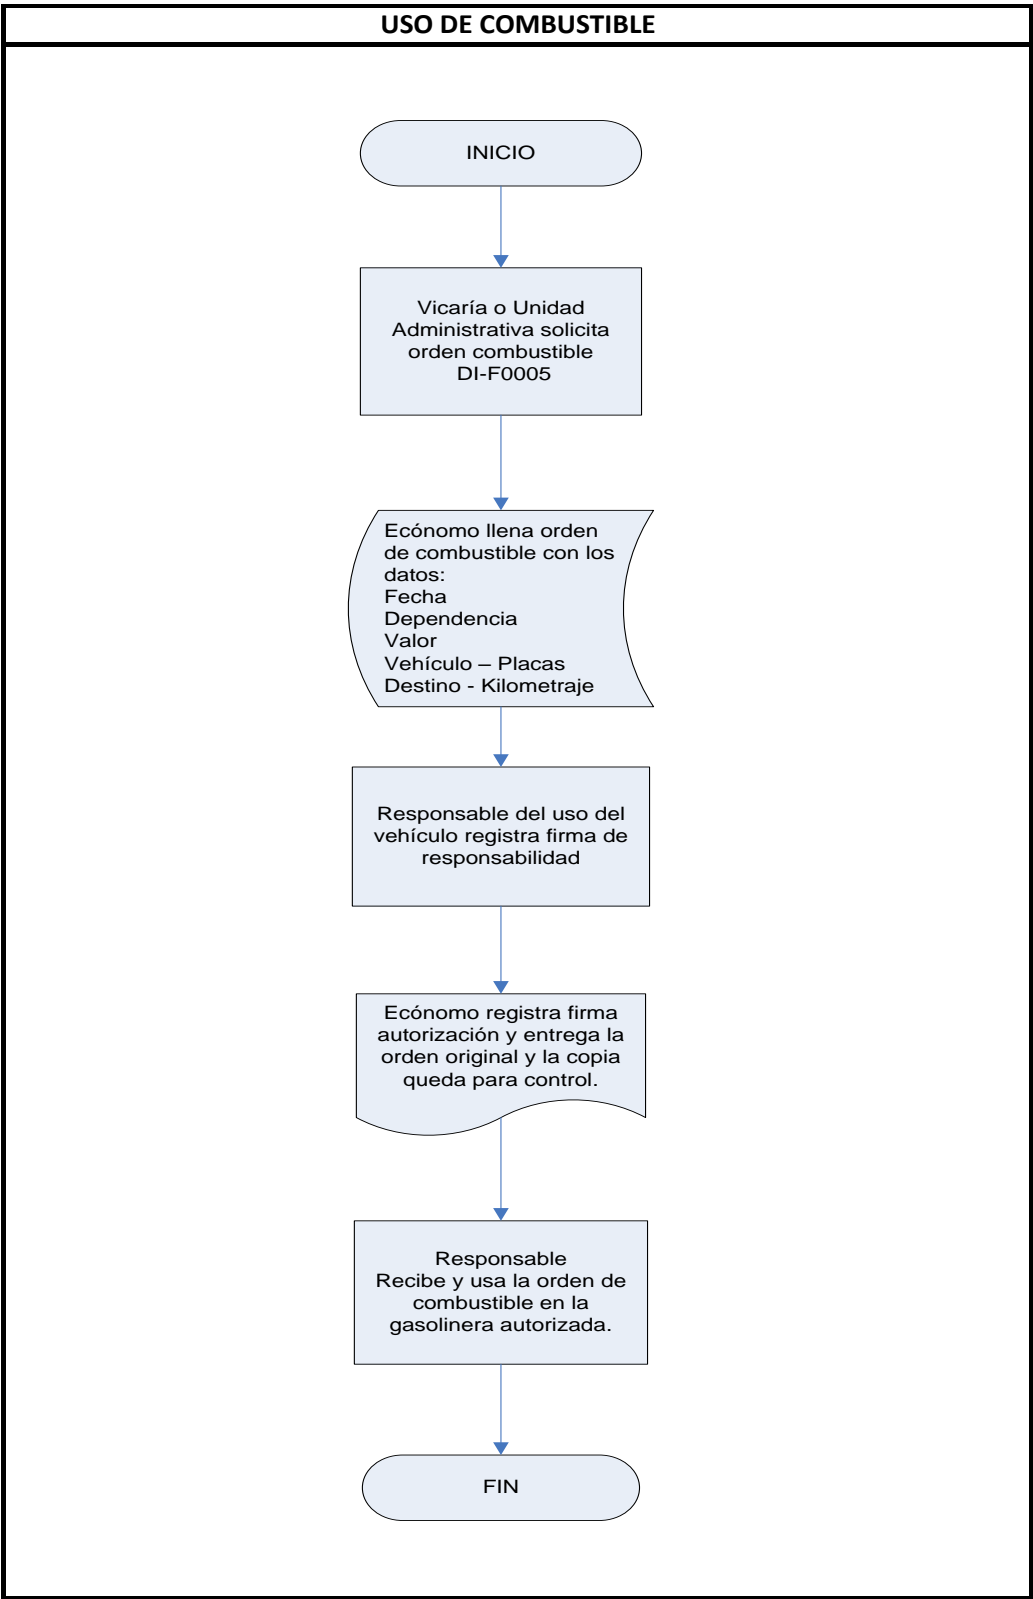 USO DE COMBUSTIBLE
INICIO
Vicaría o Unidad
Administrativa solicita
orden combustible
DI-F0005
Ecónomo llena orden
de combustible con los
datos:
Fecha
Dependencia
Valor
Vehículo – Placas
Destino - Kilometraje
Responsable del uso del
vehículo registra firma de
responsabilidad
Ecónomo registra firma
autorización y entrega la
orden original y la copia
queda para control.
Responsable
Recibe y usa la orden de
combustible en la
gasolinera autorizada.
FIN